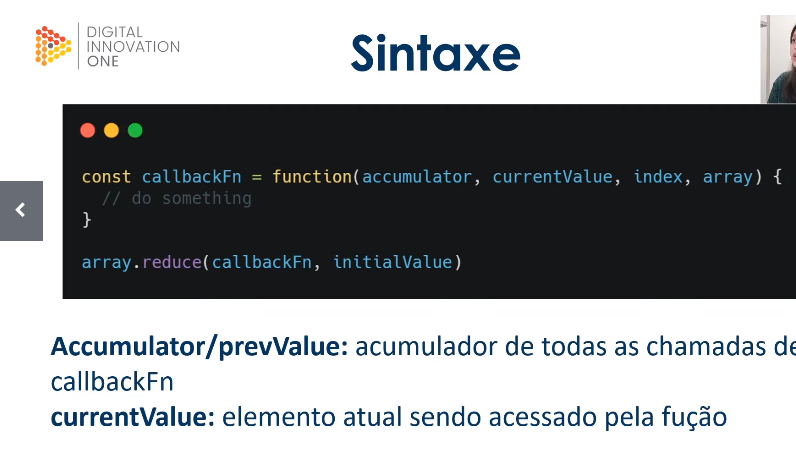 DIGITAL
INNOVATION
ONE
Sintaxe
const callbackFn = function(accumulator, currentValue, index, array) {
// do something
}
array.reduce(callbackFn, initialValue)
Accumulator/prevValue: acumulador de todas as chamadas de
callbackFn
currentValue: elemento atual sendo acessado pela fução